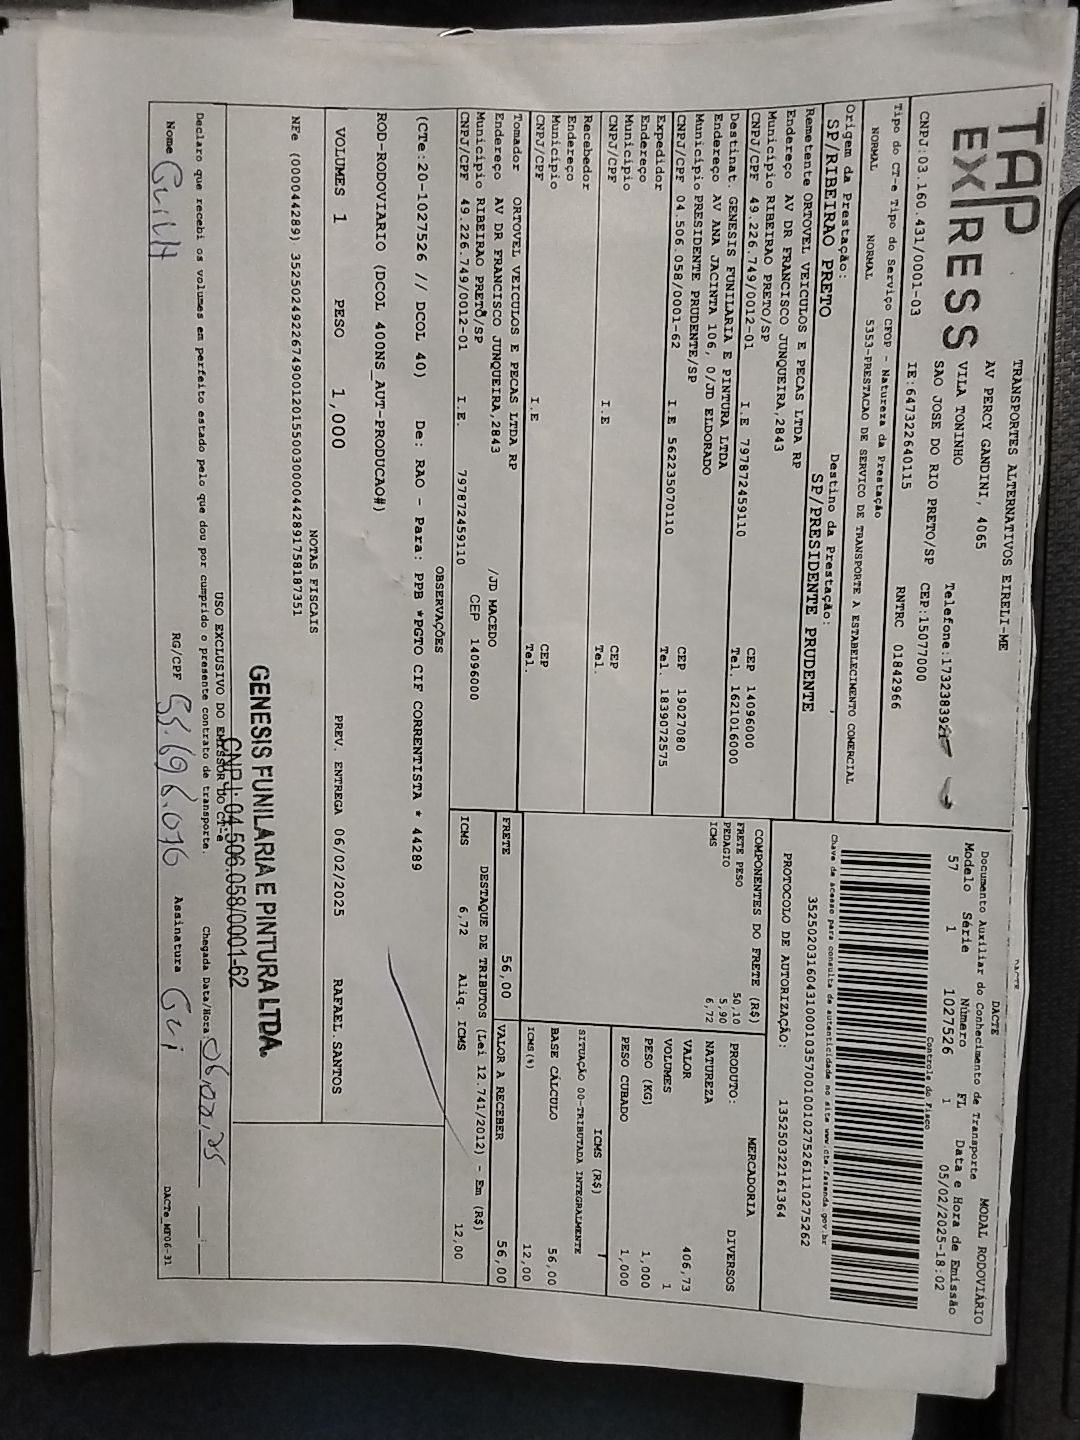 TAP
EXPRESS
TRANSPORTES ALTERNATIVOS EIRELI-ME
AV PERCY GANDINI, 4065
VILA TONINHO
SAO JOSE DO RIO PRETO/SP
Telefone:1732383921
CEP:15077000
CNPJ:03.160.431/0001-03
IE:647322640115
RNTRC 01842966
DACTE
DACTE
MODAL RODOVIÁRIO
Documento Auxiliar do Conhecimento de Transporte
Modelo Série Número FL Data e Hora de Emissão
57 1 1027526 1 05/02/2025-18:02
Controle do Fisco
Chave de acesso para consulta de autenticidade no site www.cte.fazenda.gov.br
35250203160431000103570010010275261110275262
PROTOCOLO DE AUTORIZAÇÃO: 135250322161364
Tipo do CT-e Tipo do Serviço CFOP - Natureza da Prestação
NORMAL NORMAL 5353-PRESTACAO DE SERVICO DE TRANSPORTE A ESTABELECIMENTO COMERCIAL
Origem da Prestação: Destino da Prestação:
SP/RIBEIRAO PRETO SP/PRESIDENTE PRUDENTE
Remetente ORTOVEL VEICULOS E PECAS LTDA RP
Endereço AV DR FRANCISCO JUNQUEIRA,2843
Município RIBEIRAO PRETO/SP CEP 14096000
CNPJ/CPF 49.226.749/0012-01 I.E 797872459110 Tel. 1621016000
Destinat. GENESIS FUNILARIA E PINTURA LTDA
Endereço AV ANA JACINTA 106, 0/JD ELDORADO
Município PRESIDENTE PRUDENTE/SP CEP 19027080
CNPJ/CPF 04.506.058/0001-62 I.E 562235070110 Tel. 1839072575
Expedidor
Endereço
Município CEP
CNPJ/CPF I.E Tel.
Recebedor
Endereço
Município CEP
CNPJ/CPF I.E Tel.
Tomador ORTOVEL VEICULOS E PECAS LTDA RP
Endereço AV DR FRANCISCO JUNQUEIRA,2843 /JD MACEDO
Município RIBEIRAO PRETO/SP CEP 14096000
CNPJ/CPF 49.226.749/0012-01 I.E. 797872459110
COMPONENTES DO FRETE (R$)
FRETE PESO 50,10
PEDAGIO 5,90
ICMS 6,72
MERCADORIA
PRODUTO: DIVERSOS
NATUREZA
VALOR 406,73
VOLUMES 1
PESO (KG) 1,000
PESO CUBADO 1,000
ICMS (R$)
SITUAÇÃO 00-TRIBUTADA INTEGRALMENTE
BASE CÁLCULO 56,00
ICMS(%) 12,00
FRETE 56,00 VALOR A RECEBER 56,00
DESTAQUE DE TRIBUTOS (Lei 12.741/2012) - Em (R$)
ICMS 6,72 Aliq. ICMS 12,00
OBSERVAÇÕES
(CTe:20-1027526 // DCOL 40) De: RAO - Para: PPB *PGTO CIF CORRENTISTA * 44289
ROD-RODOVIARIO (DCOL 400NS_AUT-PRODUCAO#)
VOLUMES 1 PESO 1,000 PREV. ENTREGA 06/02/2025 RAFAEL.SANTOS
NOTAS FISCAIS
NFe (000044289) 35250249226749001201550030000442891758187351
GENESIS FUNILARIA E PINTURA LTDA.
CNPJ: 04.506.058/0001-62
USO EXCLUSIVO DO EMISSOR DO CT-e
Declaro que recebi os volumes em perfeito estado pelo que dou por cumprido o presente contrato de transporte. Chegada Data/Hora: 06/02/25
Nome Guilh RG/CPF 55.696.076 Assinatura Gui
DACTe_MT06-31